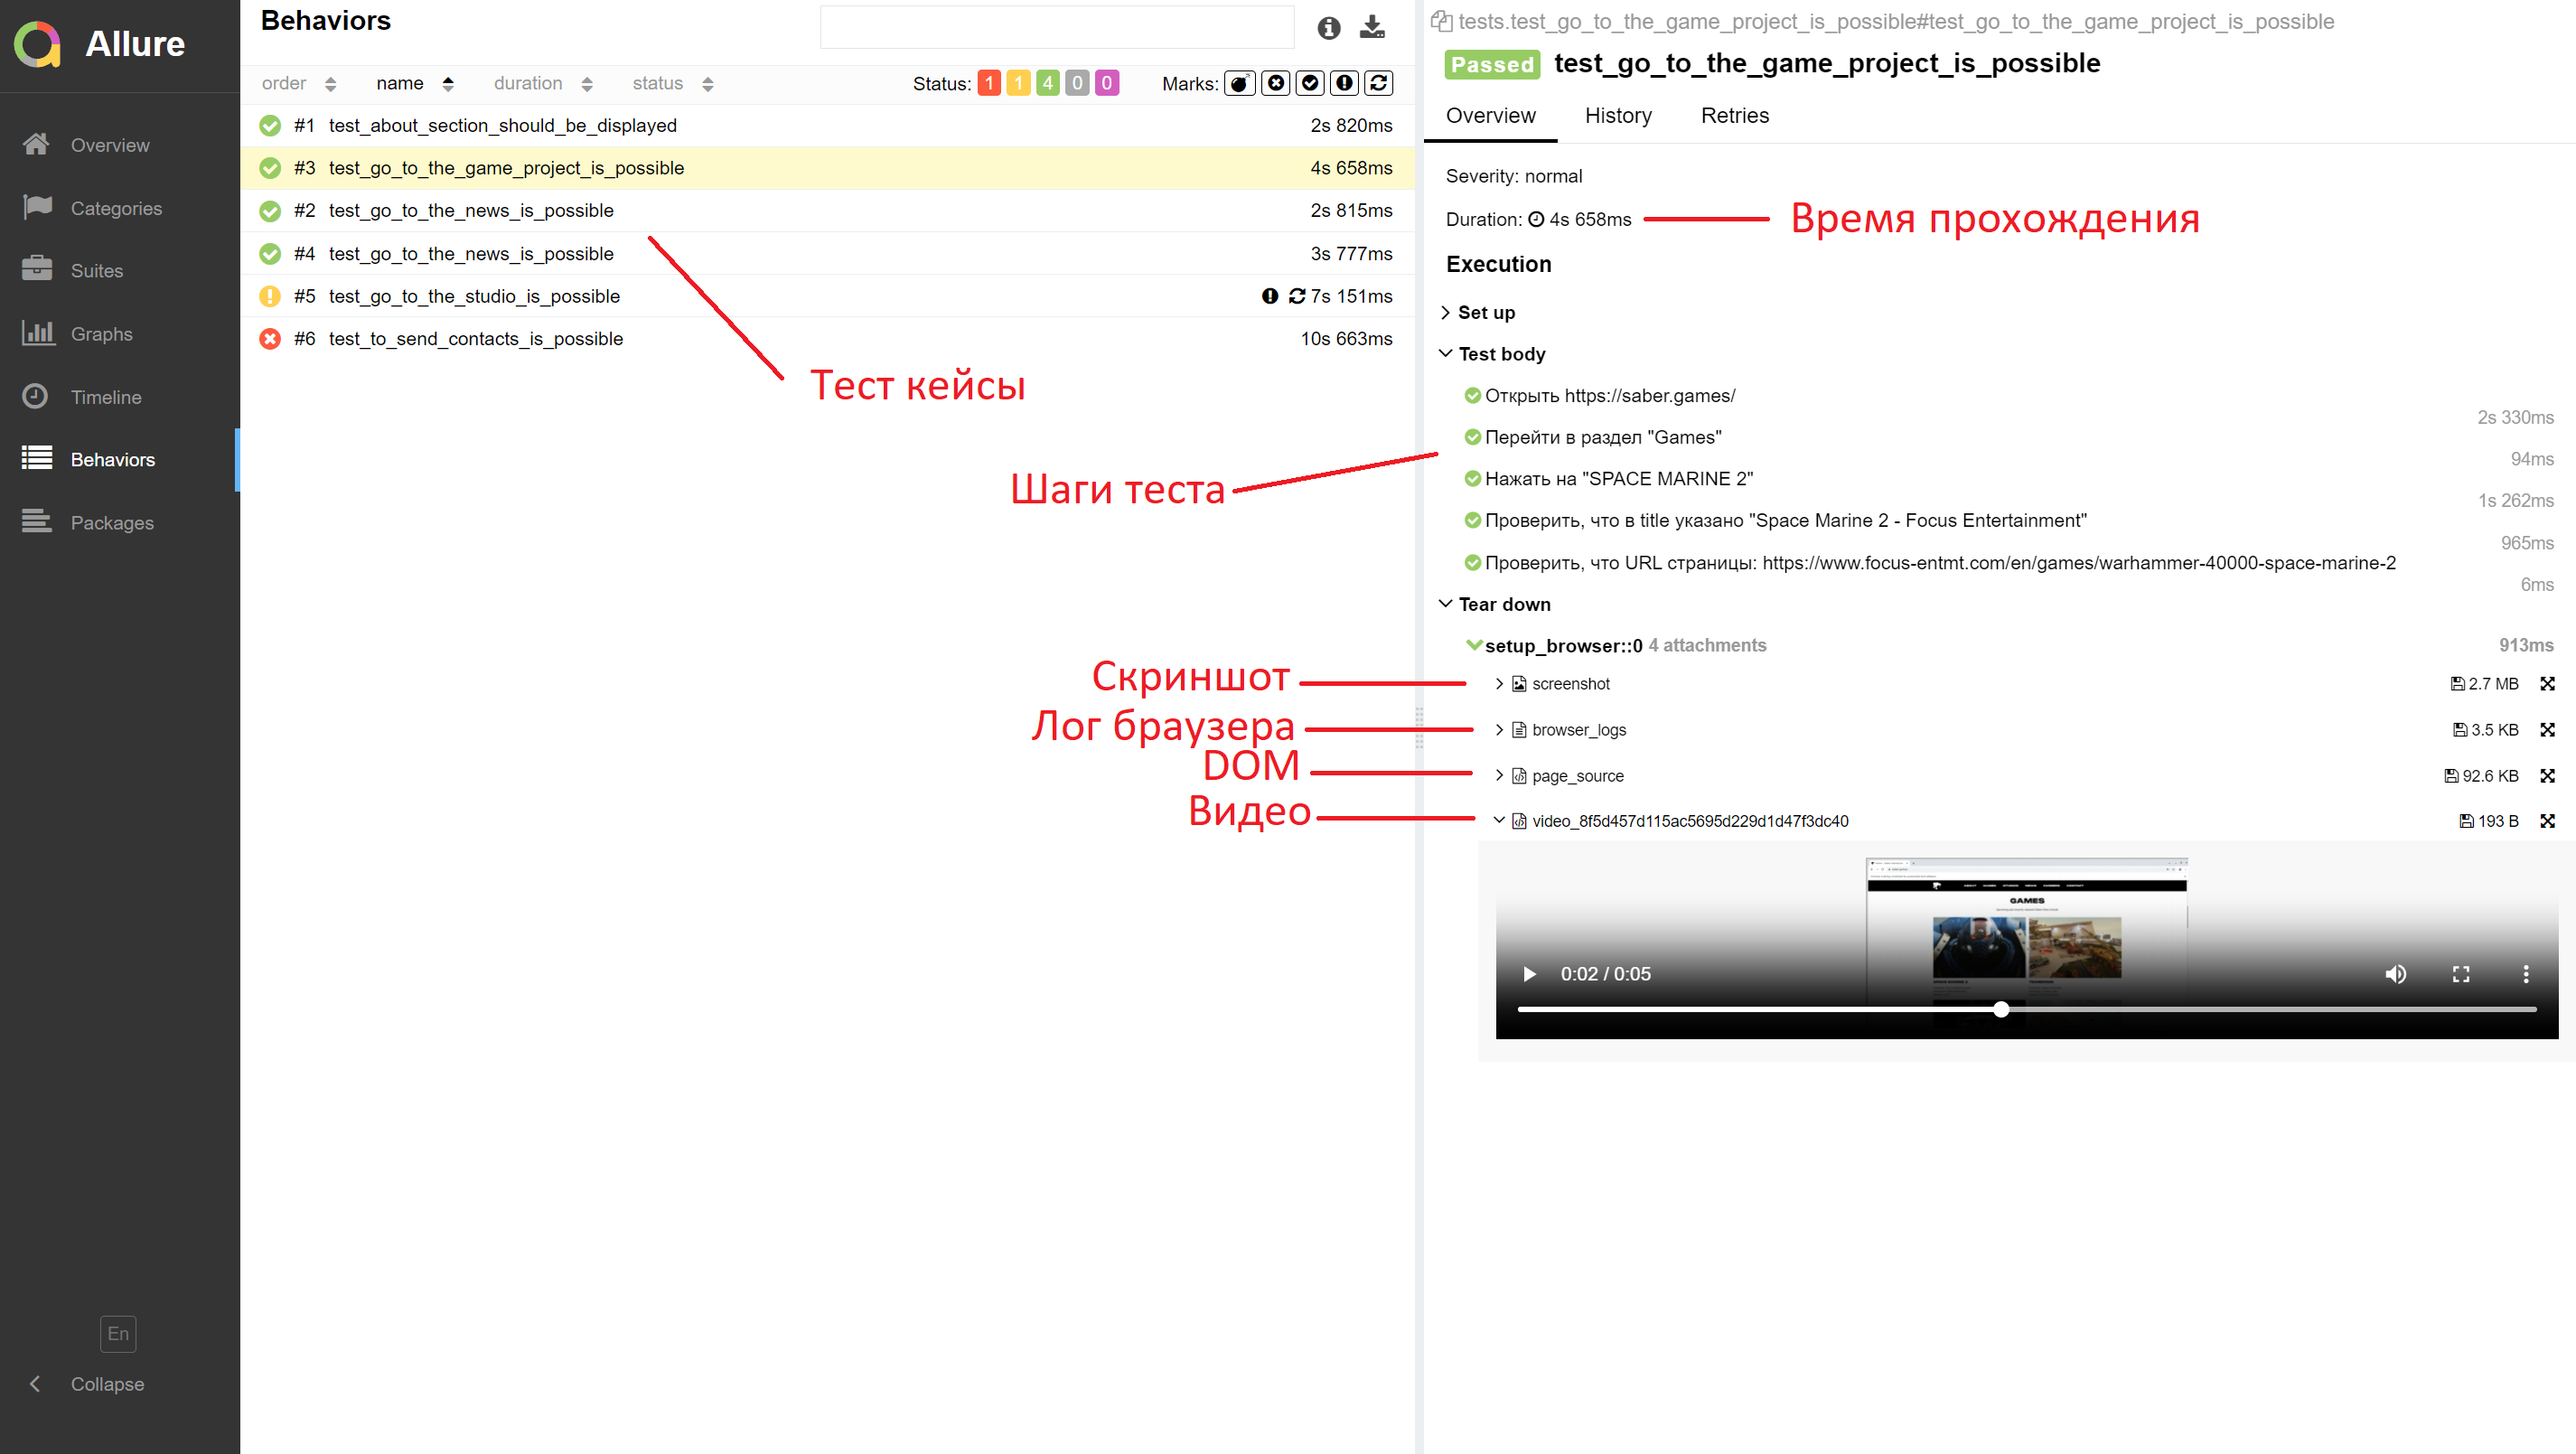 Allure
Overview
Categories
Suites
Graphs
Timeline
Behaviors
Packages
En
Collapse
Behaviors
order name duration status Status: 1 1 4 0 0 Marks:
#1 test_about_section_should_be_displayed 2s 820ms
#3 test_go_to_the_game_project_is_possible 4s 658ms
#2 test_go_to_the_news_is_possible 2s 815ms
#4 test_go_to_the_news_is_possible 3s 777ms
#5 test_go_to_the_studio_is_possible 7s 151ms
#6 test_to_send_contacts_is_possible 10s 663ms
Тест кейсы
Шаги теста
Скриншот
Лог браузера
DOM
Видео
tests.test_go_to_the_game_project_is_possible#test_go_to_the_game_project_is_possible
Passed test_go_to_the_game_project_is_possible
Overview History Retries
Severity: normal
Duration: 4s 658ms Время прохождения
Execution
Set up
Test body
Открыть https://saber.games/
2s 330ms
Перейти в раздел "Games"
94ms
Нажать на "SPACE MARINE 2"
1s 262ms
Проверить, что в title указано "Space Marine 2 - Focus Entertainment"
965ms
Проверить, что URL страницы: https://www.focus-entmt.com/en/games/warhammer-40000-space-marine-2
6ms
Tear down
setup_browser::0 4 attachments 913ms
screenshot 2.7 MB
browser_logs 3.5 KB
page_source 92.6 KB
video_8f5d457d115ac5695d229d1d47f3dc40 193 B
GAMES
0:02 / 0:05